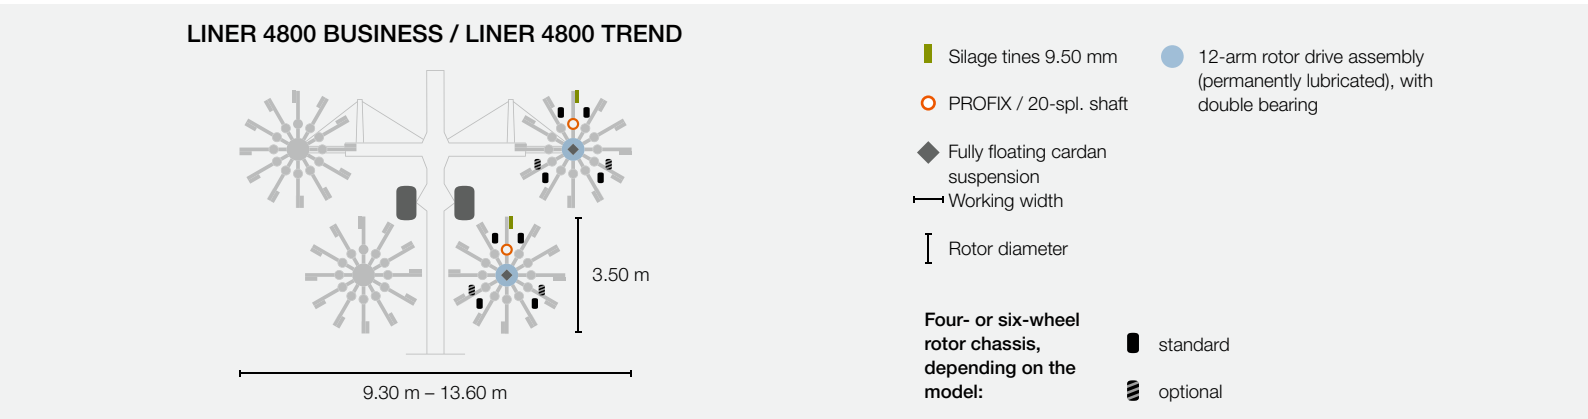 LINER 4800 BUSINESS / LINER 4800 TREND
3.50 m
9.30 m – 13.60 m
Silage tines 9.50 mm
PROFIX / 20-spl. shaft
Fully floating cardan
suspension
Working width
Rotor diameter
12-arm rotor drive assembly
(permanently lubricated), with
double bearing
Four- or six-wheel
rotor chassis,
depending on the
model:
standard
optional